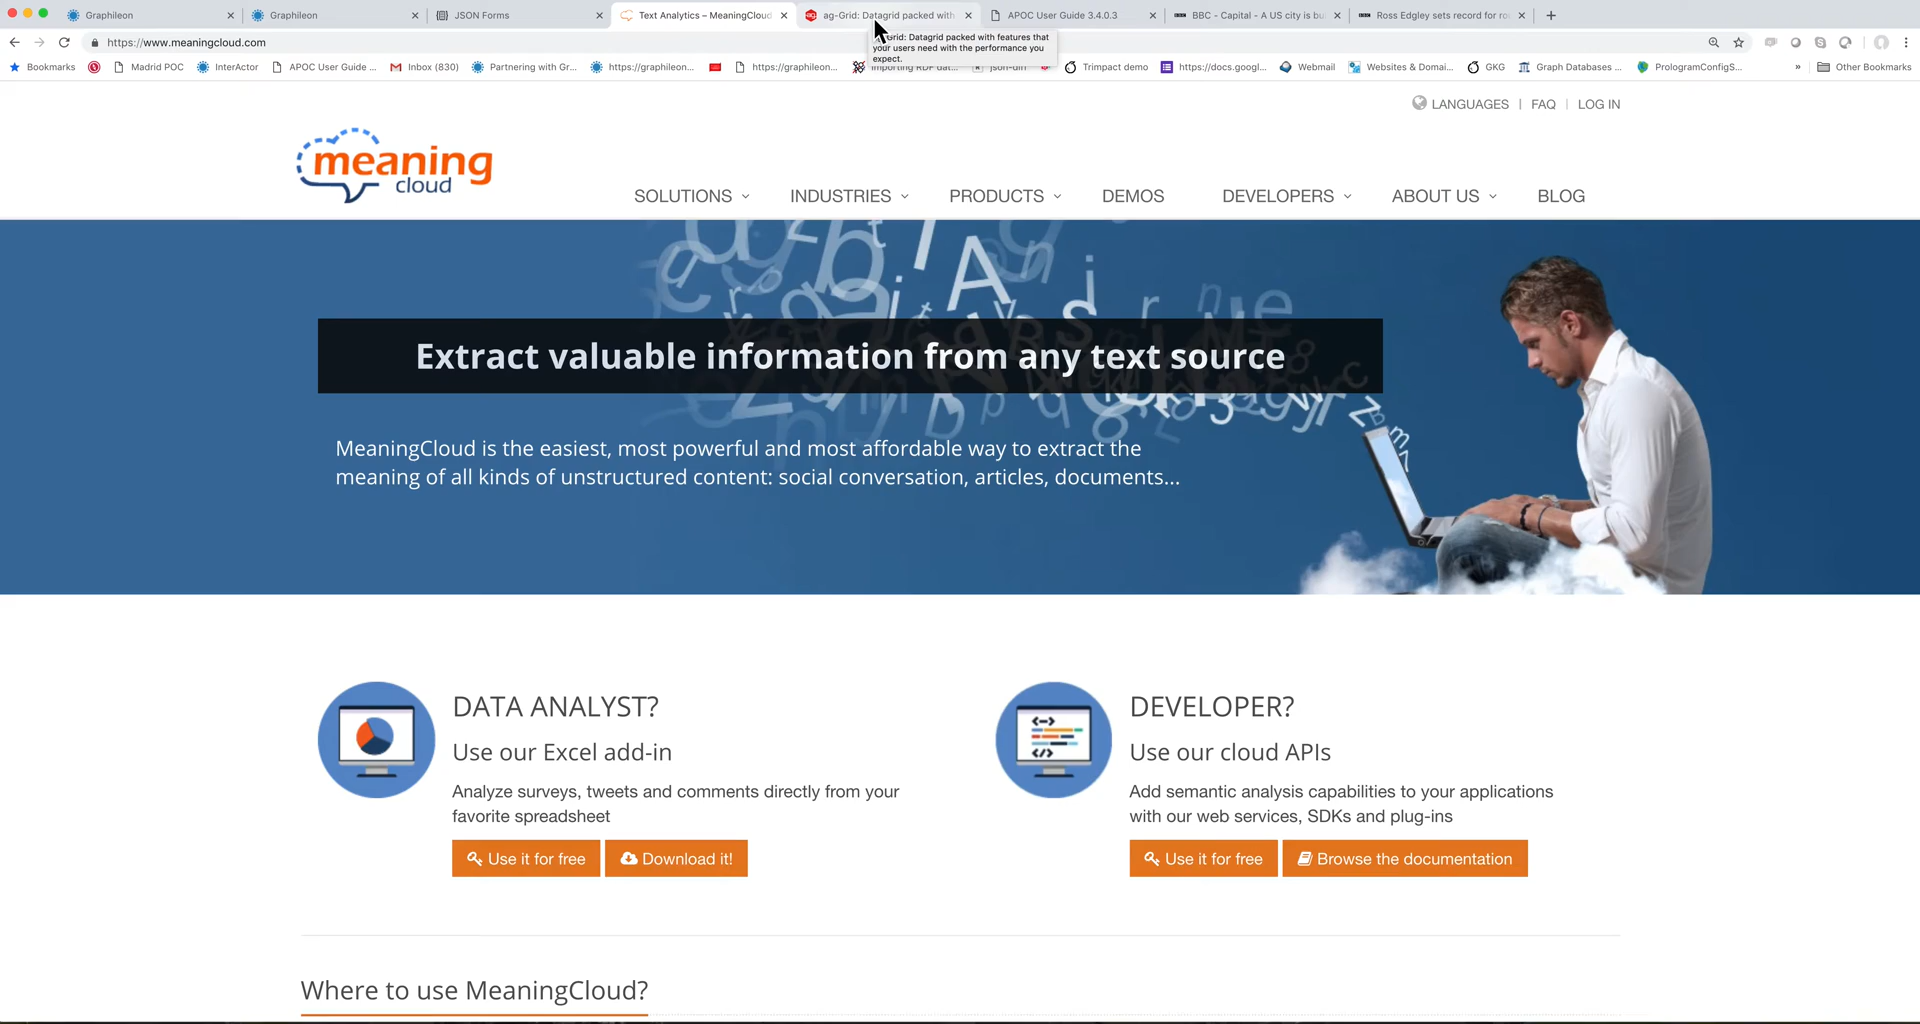 Graphileon
Graphileon
JSON Forms
Text Analytics – MeaningCloud
ag-Grid: Datagrid packed with
APOC User Guide 3.4.0.3
BBC - Capital - A US city is bu
Ross Edgley sets record for ro
https://www.meaningcloud.com
Grid: Datagrid packed with features that
your users need with the performance you
expect.
Bookmarks
Madrid POC
InterActor
APOC User Guide ...
Inbox (830)
Partnering with Gr...
https://graphileon...
https://graphileon...
Importing RDF dat...
json-diff
Trimpact demo
https://docs.googl...
Webmail
Websites & Domai...
GKG
Graph Databases ...
PrologramConfigS...
»
Other Bookmarks
LANGUAGES | FAQ | LOG IN
meaning
cloud
SOLUTIONS
INDUSTRIES
PRODUCTS
DEMOS
DEVELOPERS
ABOUT US
BLOG
Extract valuable information from any text source
MeaningCloud is the easiest, most powerful and most affordable way to extract the
meaning of all kinds of unstructured content: social conversation, articles, documents...
DATA ANALYST?
Use our Excel add-in
Analyze surveys, tweets and comments directly from your
favorite spreadsheet
Use it for free
Download it!
DEVELOPER?
Use our cloud APIs
Add semantic analysis capabilities to your applications
with our web services, SDKs and plug-ins
Use it for free
Browse the documentation
Where to use MeaningCloud?